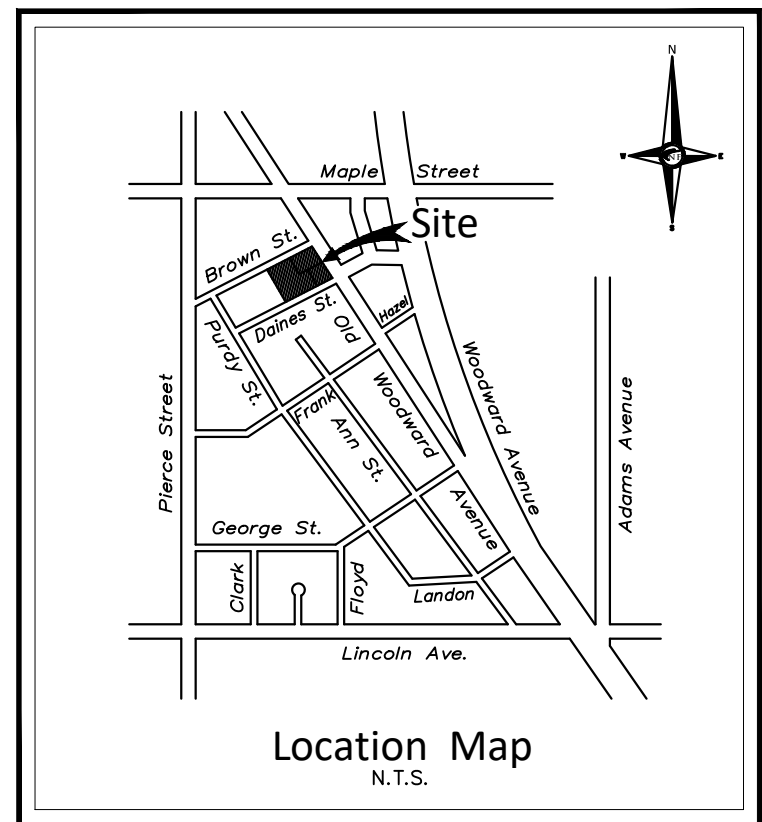 N
W
E
NF
S
Maple Street
Site
Brown St.
Daines St.
Old
Hazel
Purdy St.
Woodward
Woodward Avenue
Pierce Street
Frank
Ann St.
Adams Avenue
Avenue
George St.
Clark
Floyd
Landon
Lincoln Ave.
Location Map
N.T.S.